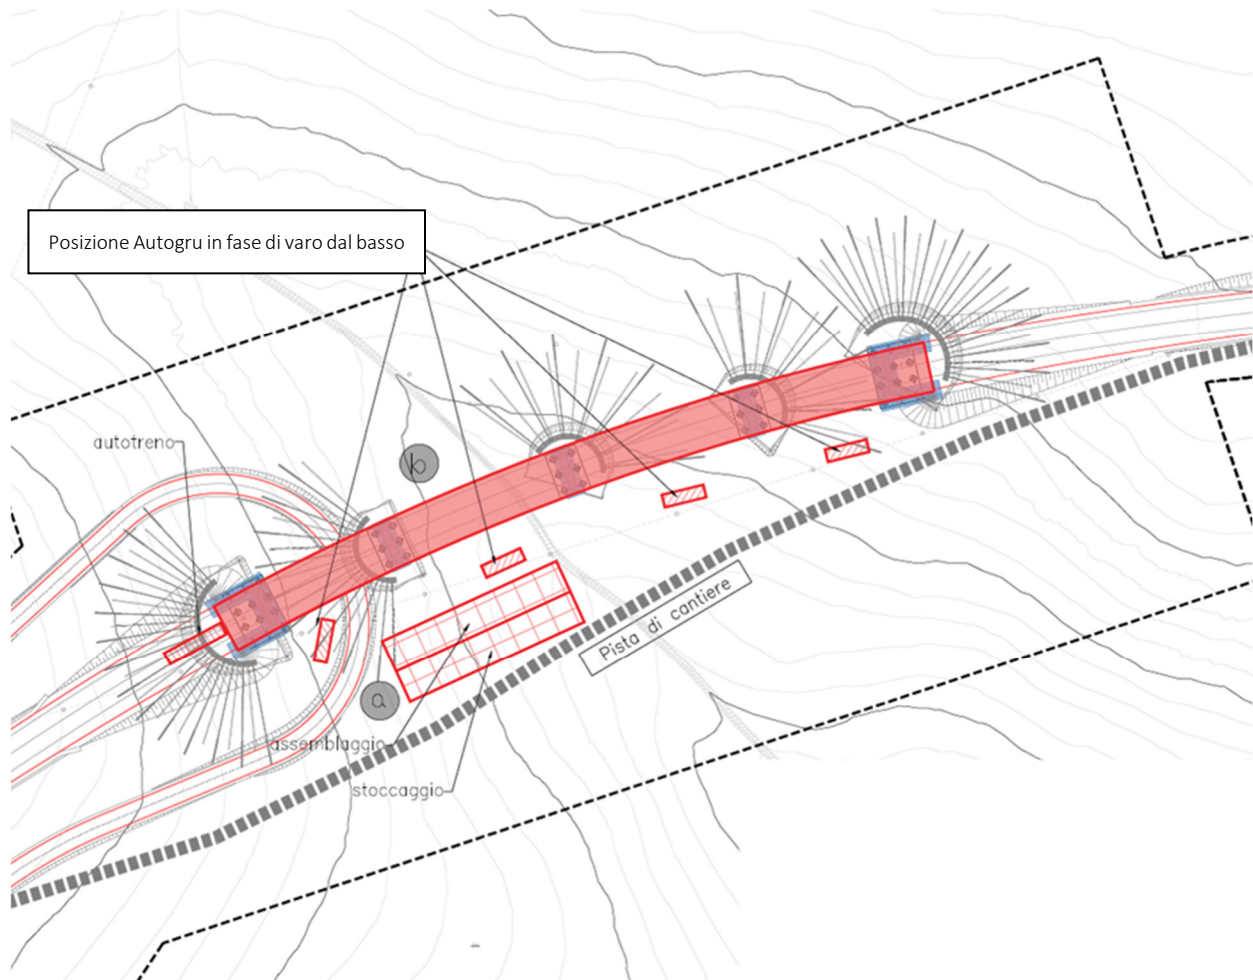 Posizione Autogru in fase di varo dal basso
autotreno
b
Pista di cantiere
a
assemblaggio
stoccaggio